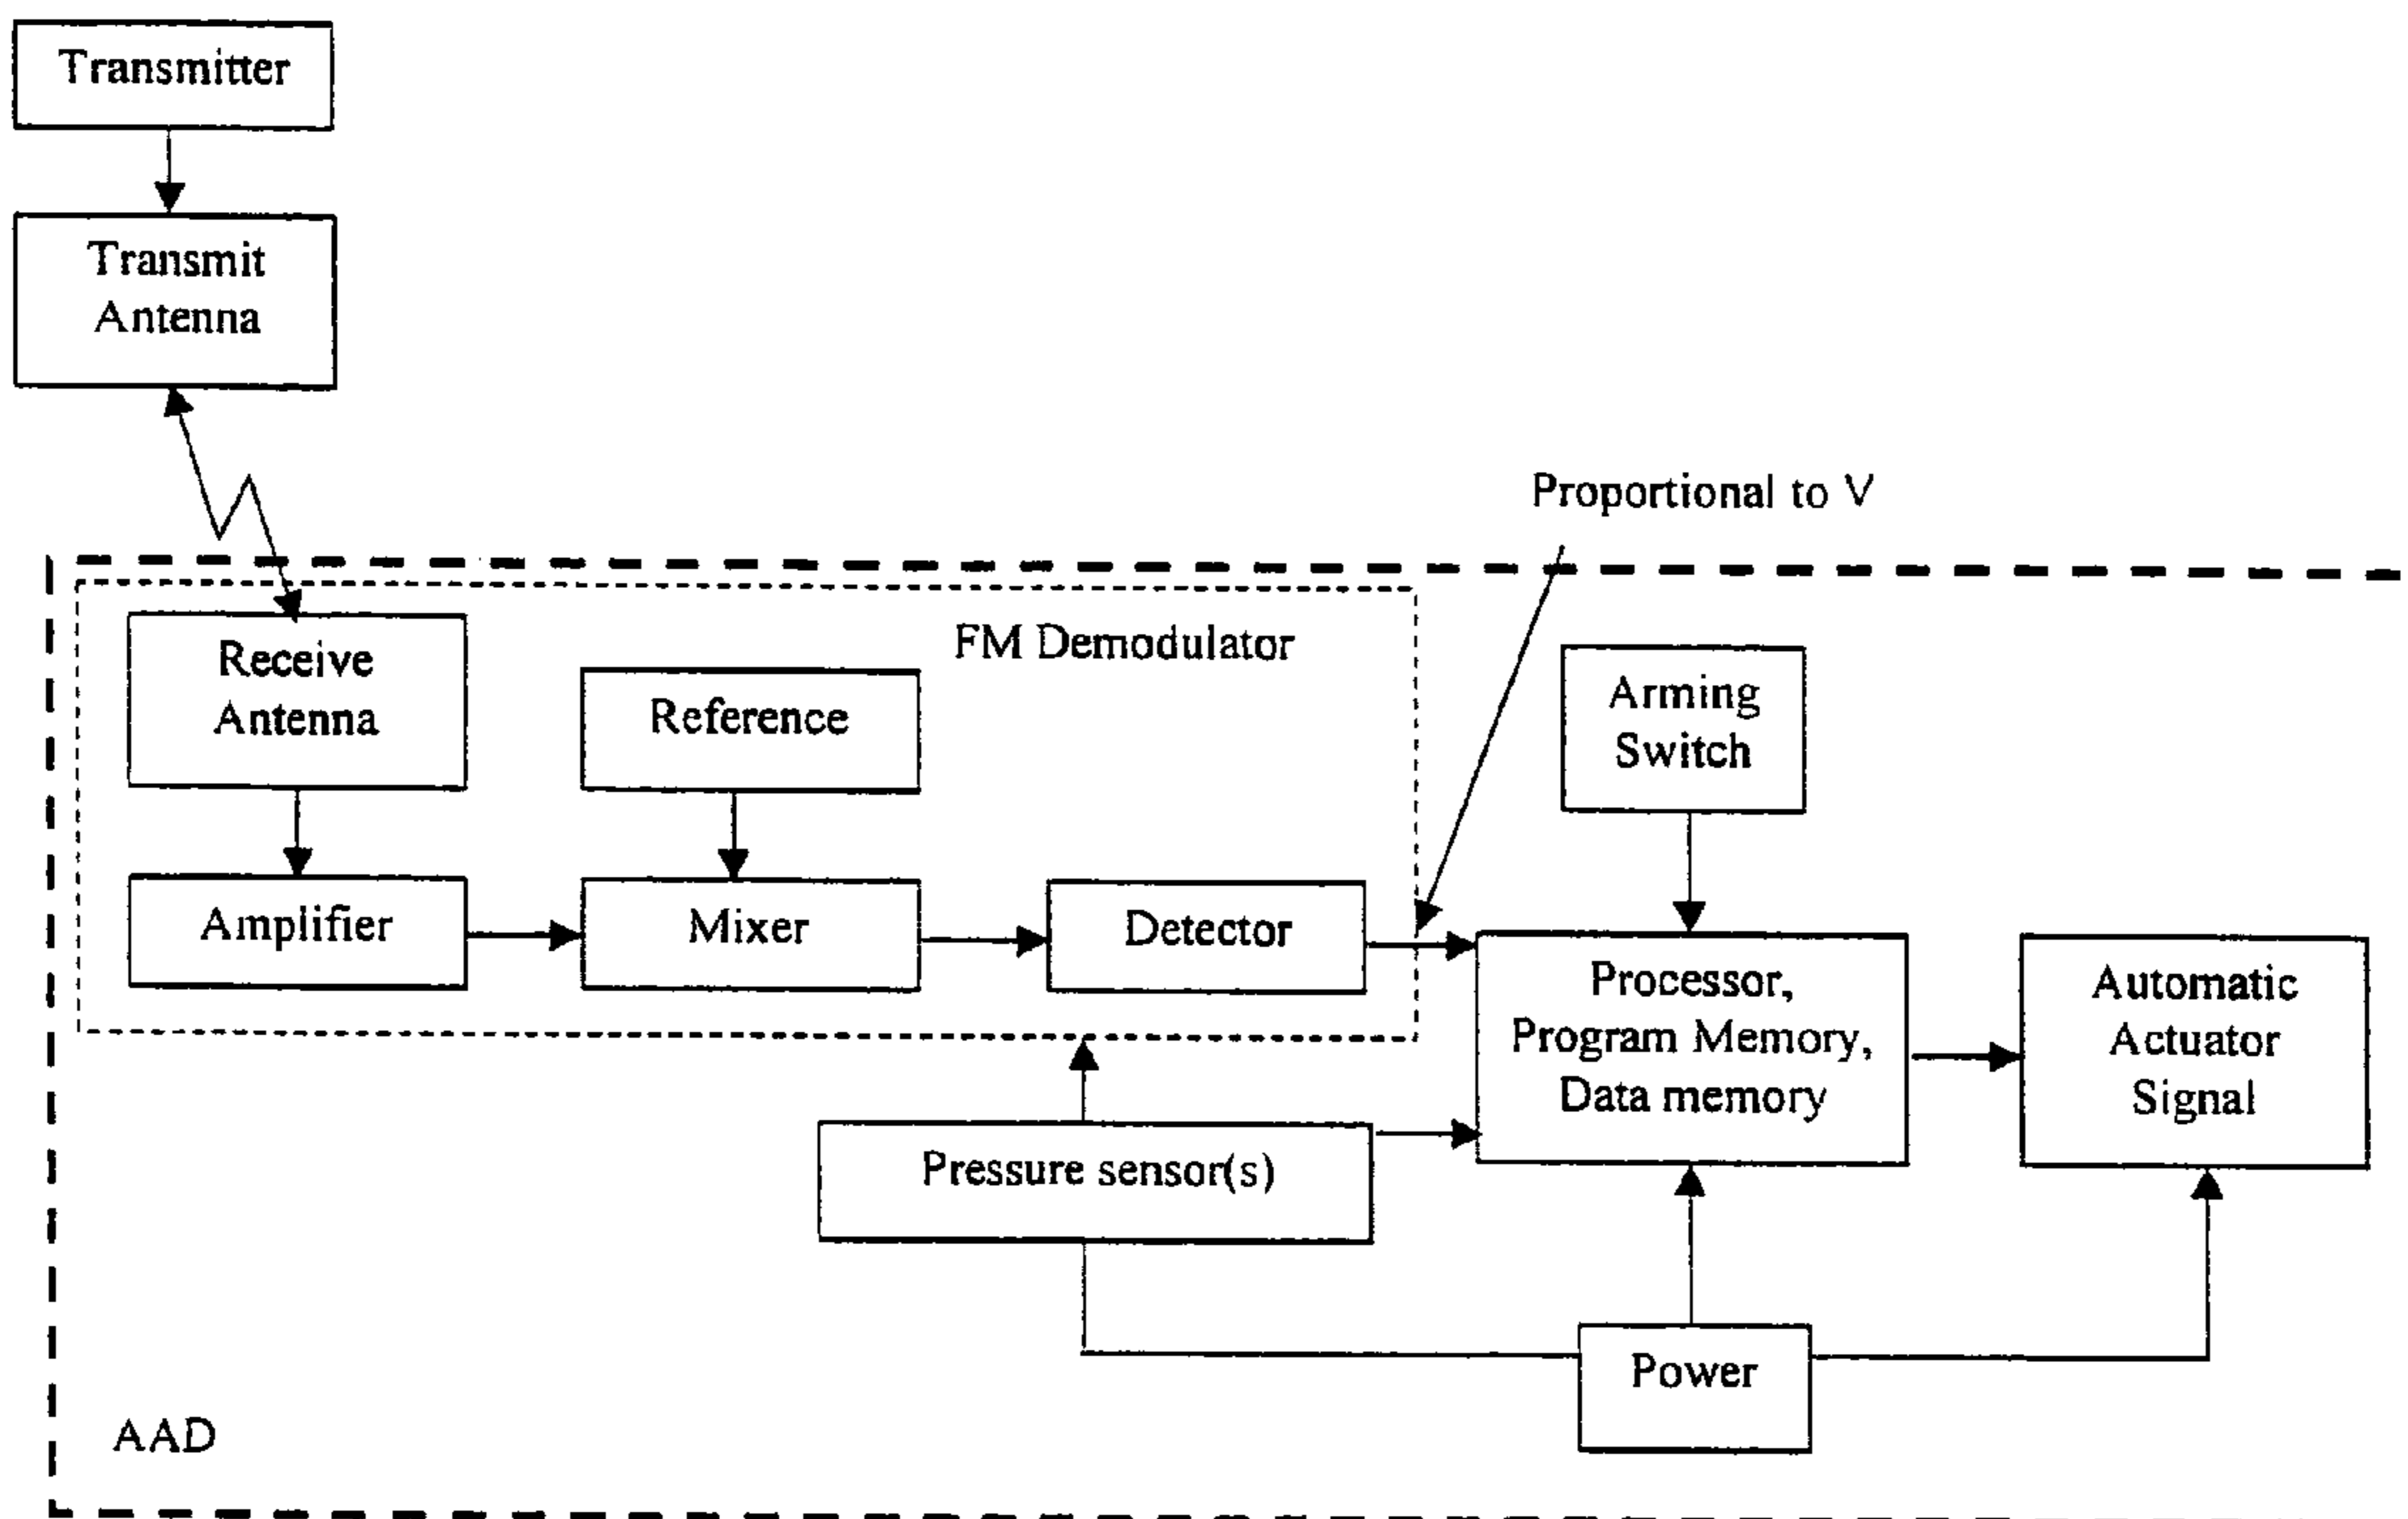 Transmitter
Transmit
Antenna
Proportional to V
FM Demodulator
Receive
Antenna
Reference
Arming
Switch
Amplifier
Mixer
Detector
Processor,
Program Memory,
Data memory
Automatic
Actuator
Signal
Pressure sensor(s)
Power
AAD